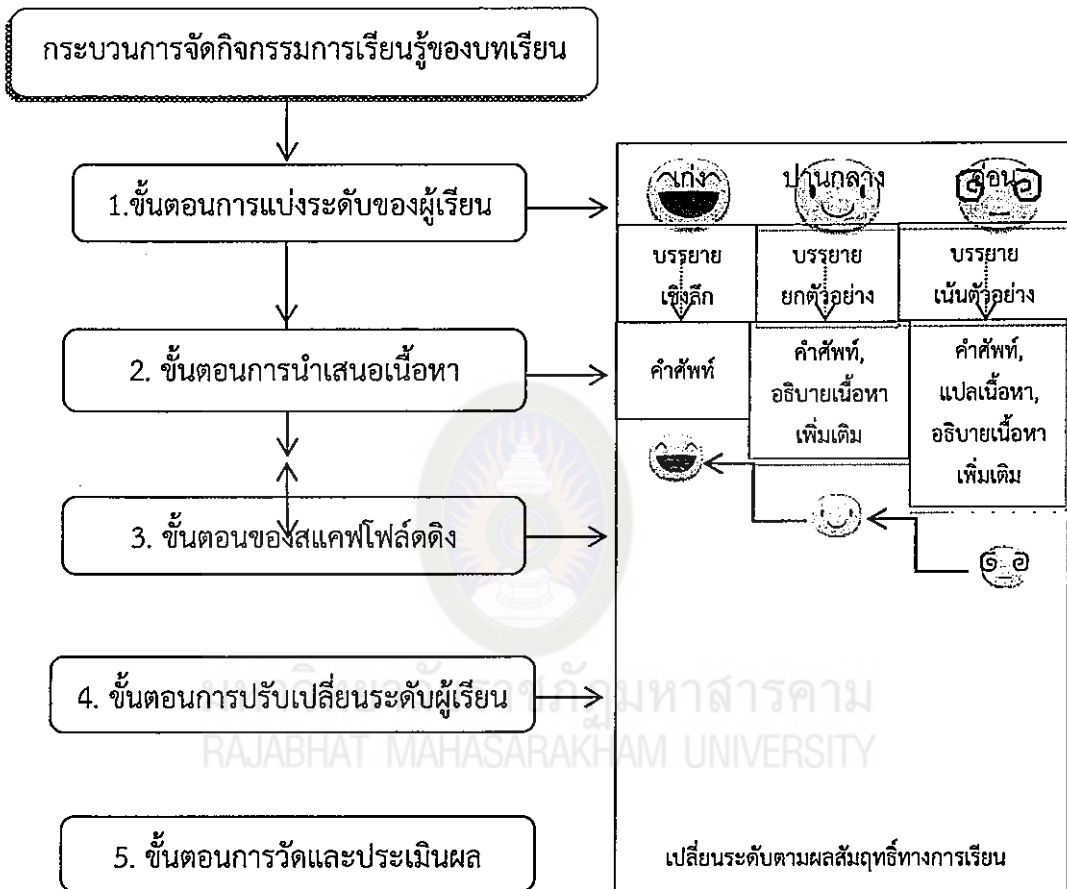 กระบวนการจัดกิจกรรมการเรียนรู้ของบทเรียน
1.ขั้นตอนการแบ่งระดับของผู้เรียน
เก่ง
ปานกลาง
อ่อน
บรรยาย
เชิงลึก
บรรยาย
ยกตัวอย่าง
บรรยาย
เน้นตัวอย่าง
2. ขั้นตอนการนำเสนอเนื้อหา
คำศัพท์
คำศัพท์,
อธิบายเนื้อหา
เพิ่มเติม
คำศัพท์,
แปลเนื้อหา,
อธิบายเนื้อหา
เพิ่มเติม
3. ขั้นตอนของสแคฟโฟล์ดดิง
4. ขั้นตอนการปรับเปลี่ยนระดับผู้เรียน
มหาวิทยาลัยราชภัฏมหาสารคาม
RAJABHAT MAHASARAKHAM UNIVERSITY
5. ขั้นตอนการวัดและประเมินผล
เปลี่ยนระดับตามผลสัมฤทธิ์ทางการเรียน